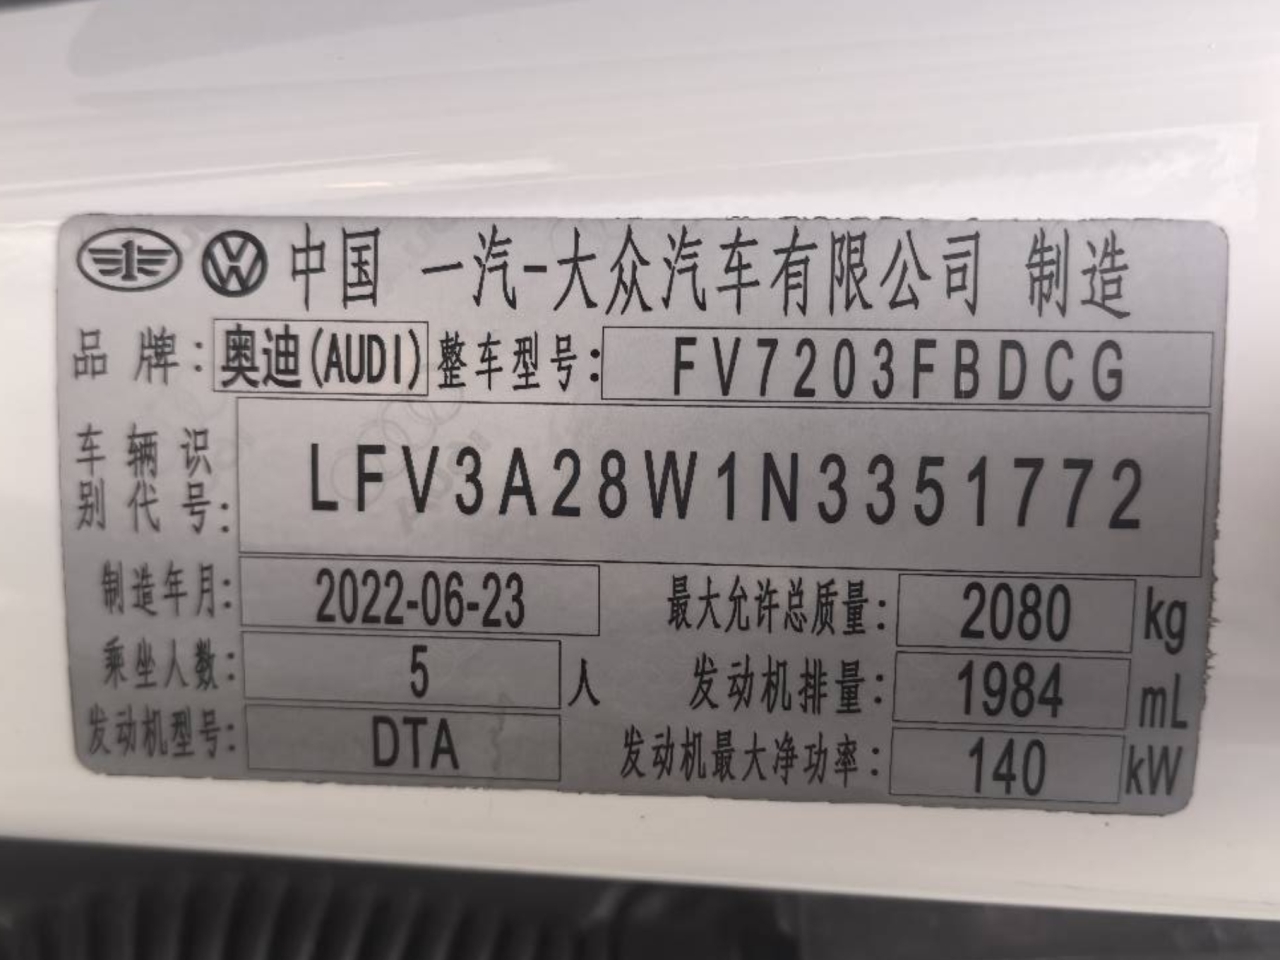 中国 一汽-大众汽车有限公司 制造
品牌: 奥迪(AUDI) 整车型号: FV7203FBDCG
车辆识别代号: LFV3A28W1N3351772
制造年月: 2022-06-23 最大允许总质量: 2080 kg
乘坐人数: 5 人 发动机排量: 1984 mL
发动机型号: DTA 发动机最大净功率: 140 kW